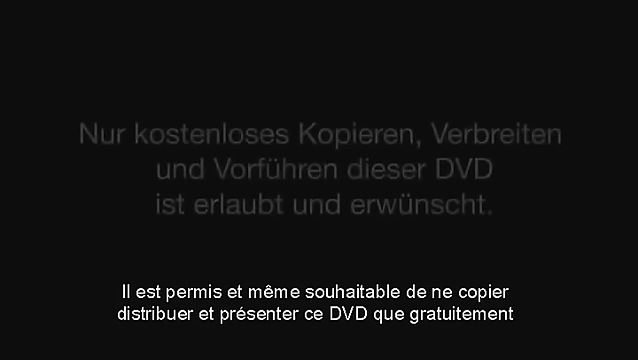 Nur kostenloses Kopieren, Verbreiten
und Vorführen dieser DVD
ist erlaubt und erwünscht.
Il est permis et même souhaitable de ne copier
distribuer et présenter ce DVD que gratuitement